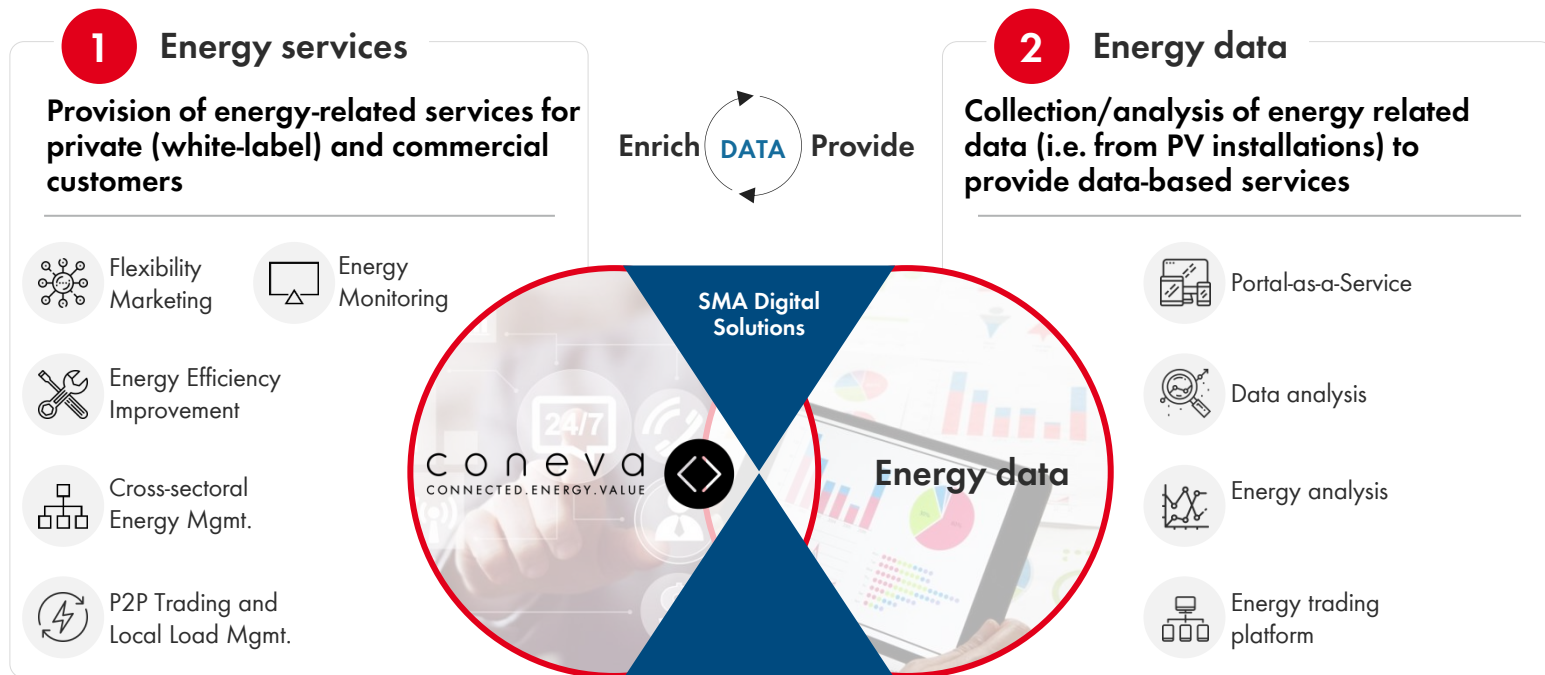 1
Energy services
Provision of energy-related services for
private (white-label) and commercial
customers
Flexibility
Marketing
Energy
Monitoring
Energy Efficiency
Improvement
Cross-sectoral
Energy Mgmt.
P2P Trading and
Local Load Mgmt.
Enrich
DATA
Provide
SMA Digital
Solutions
24/7
coneva
CONNECTED.ENERGY.VALUE
Energy data
2
Energy data
Collection/analysis of energy related
data (i.e. from PV installations) to
provide data-based services
Portal-as-a-Service
Data analysis
Energy analysis
Energy trading
platform